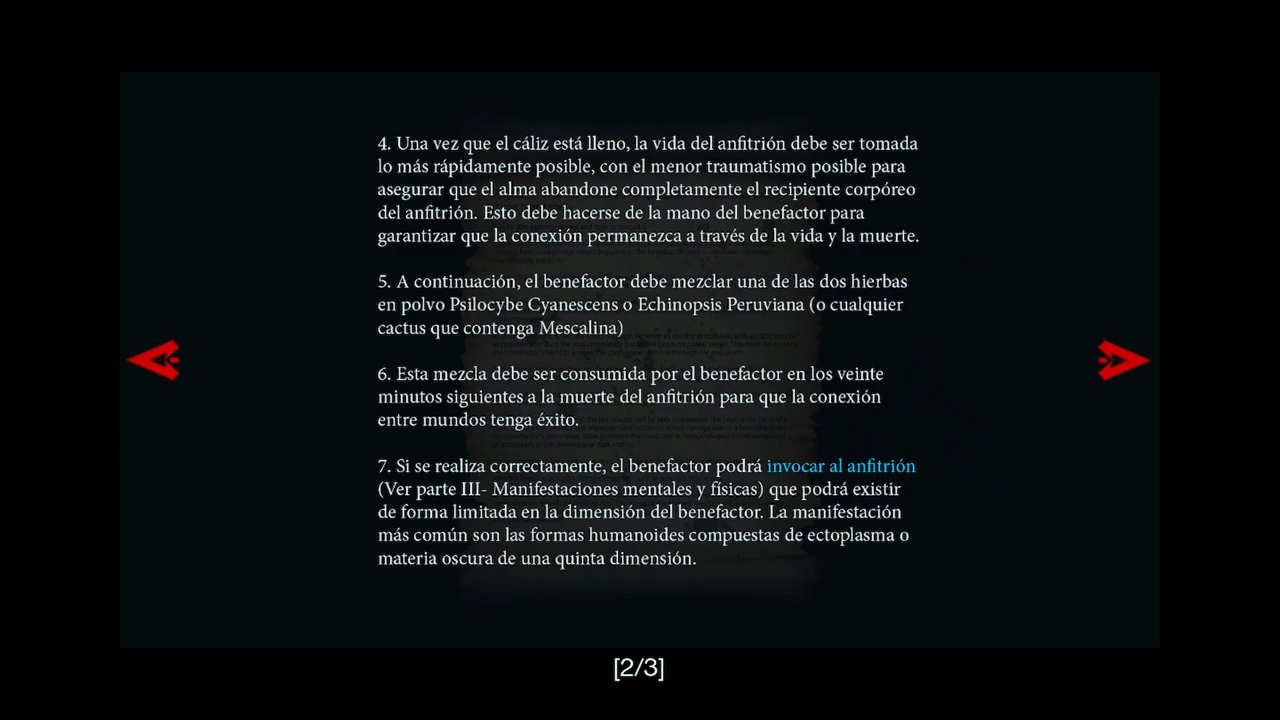 4. Una vez que el cáliz está lleno, la vida del anfitrión debe ser tomada
lo más rápidamente posible, con el menor traumatismo posible para
asegurar que el alma abandone completamente el recipiente corpóreo
del anfitrión. Esto debe hacerse de la mano del benefactor para
garantizar que la conexión permanezca a través de la vida y la muerte.
5. A continuación, el benefactor debe mezclar una de las dos hierbas
en polvo Psilocybe Cyanescens o Echinopsis Peruviana (o cualquier
cactus que contenga Mescalina)
6. Esta mezcla debe ser consumida por el benefactor en los veinte
minutos siguientes a la muerte del anfitrión para que la conexión
entre mundos tenga éxito.
7. Si se realiza correctamente, el benefactor podrá invocar al anfitrión
(Ver parte III- Manifestaciones mentales y físicas) que podrá existir
de forma limitada en la dimensión del benefactor. La manifestación
más común son las formas humanoides compuestas de ectoplasma o
materia oscura de una quinta dimensión.
[2/3]